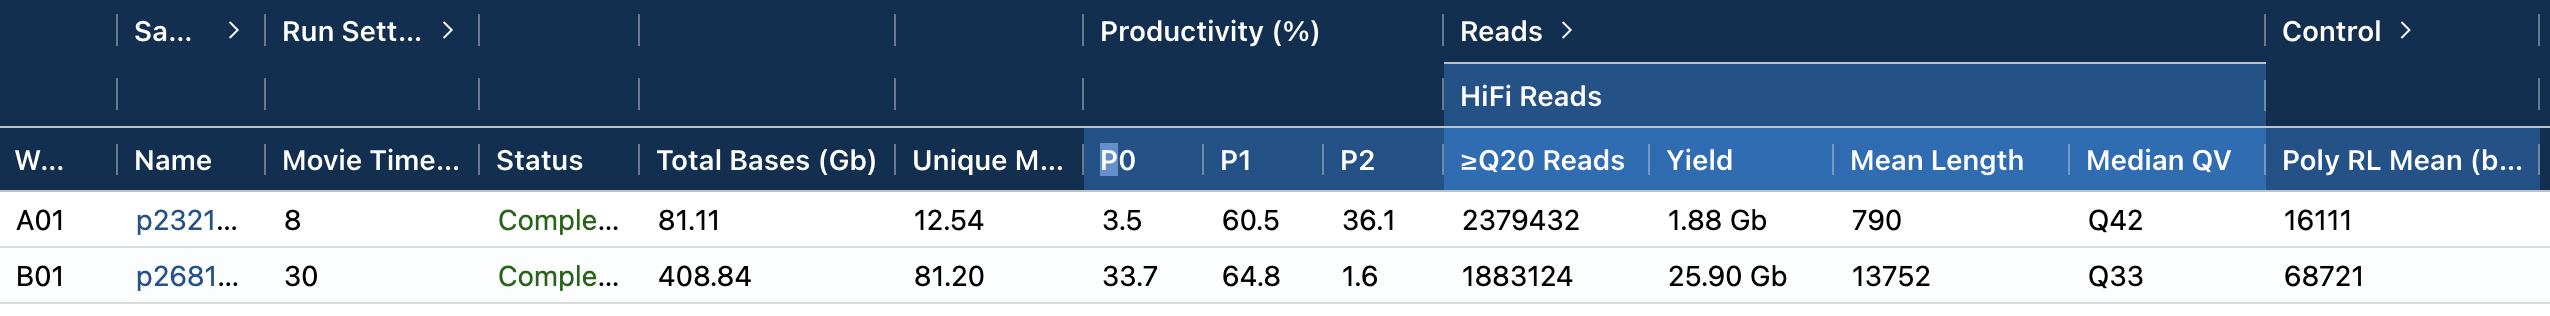 Sa... > Run Sett... > Productivity (%) Reads > Control >
HiFi Reads
W... Name Movie Time... Status Total Bases (Gb) Unique M... P0 P1 P2 ≥Q20 Reads Yield Mean Length Median QV Poly RL Mean (b...
A01 p2321... 8 Comple... 81.11 12.54 3.5 60.5 36.1 2379432 1.88 Gb 790 Q42 16111
B01 p2681... 30 Comple... 408.84 81.20 33.7 64.8 1.6 1883124 25.90 Gb 13752 Q33 68721